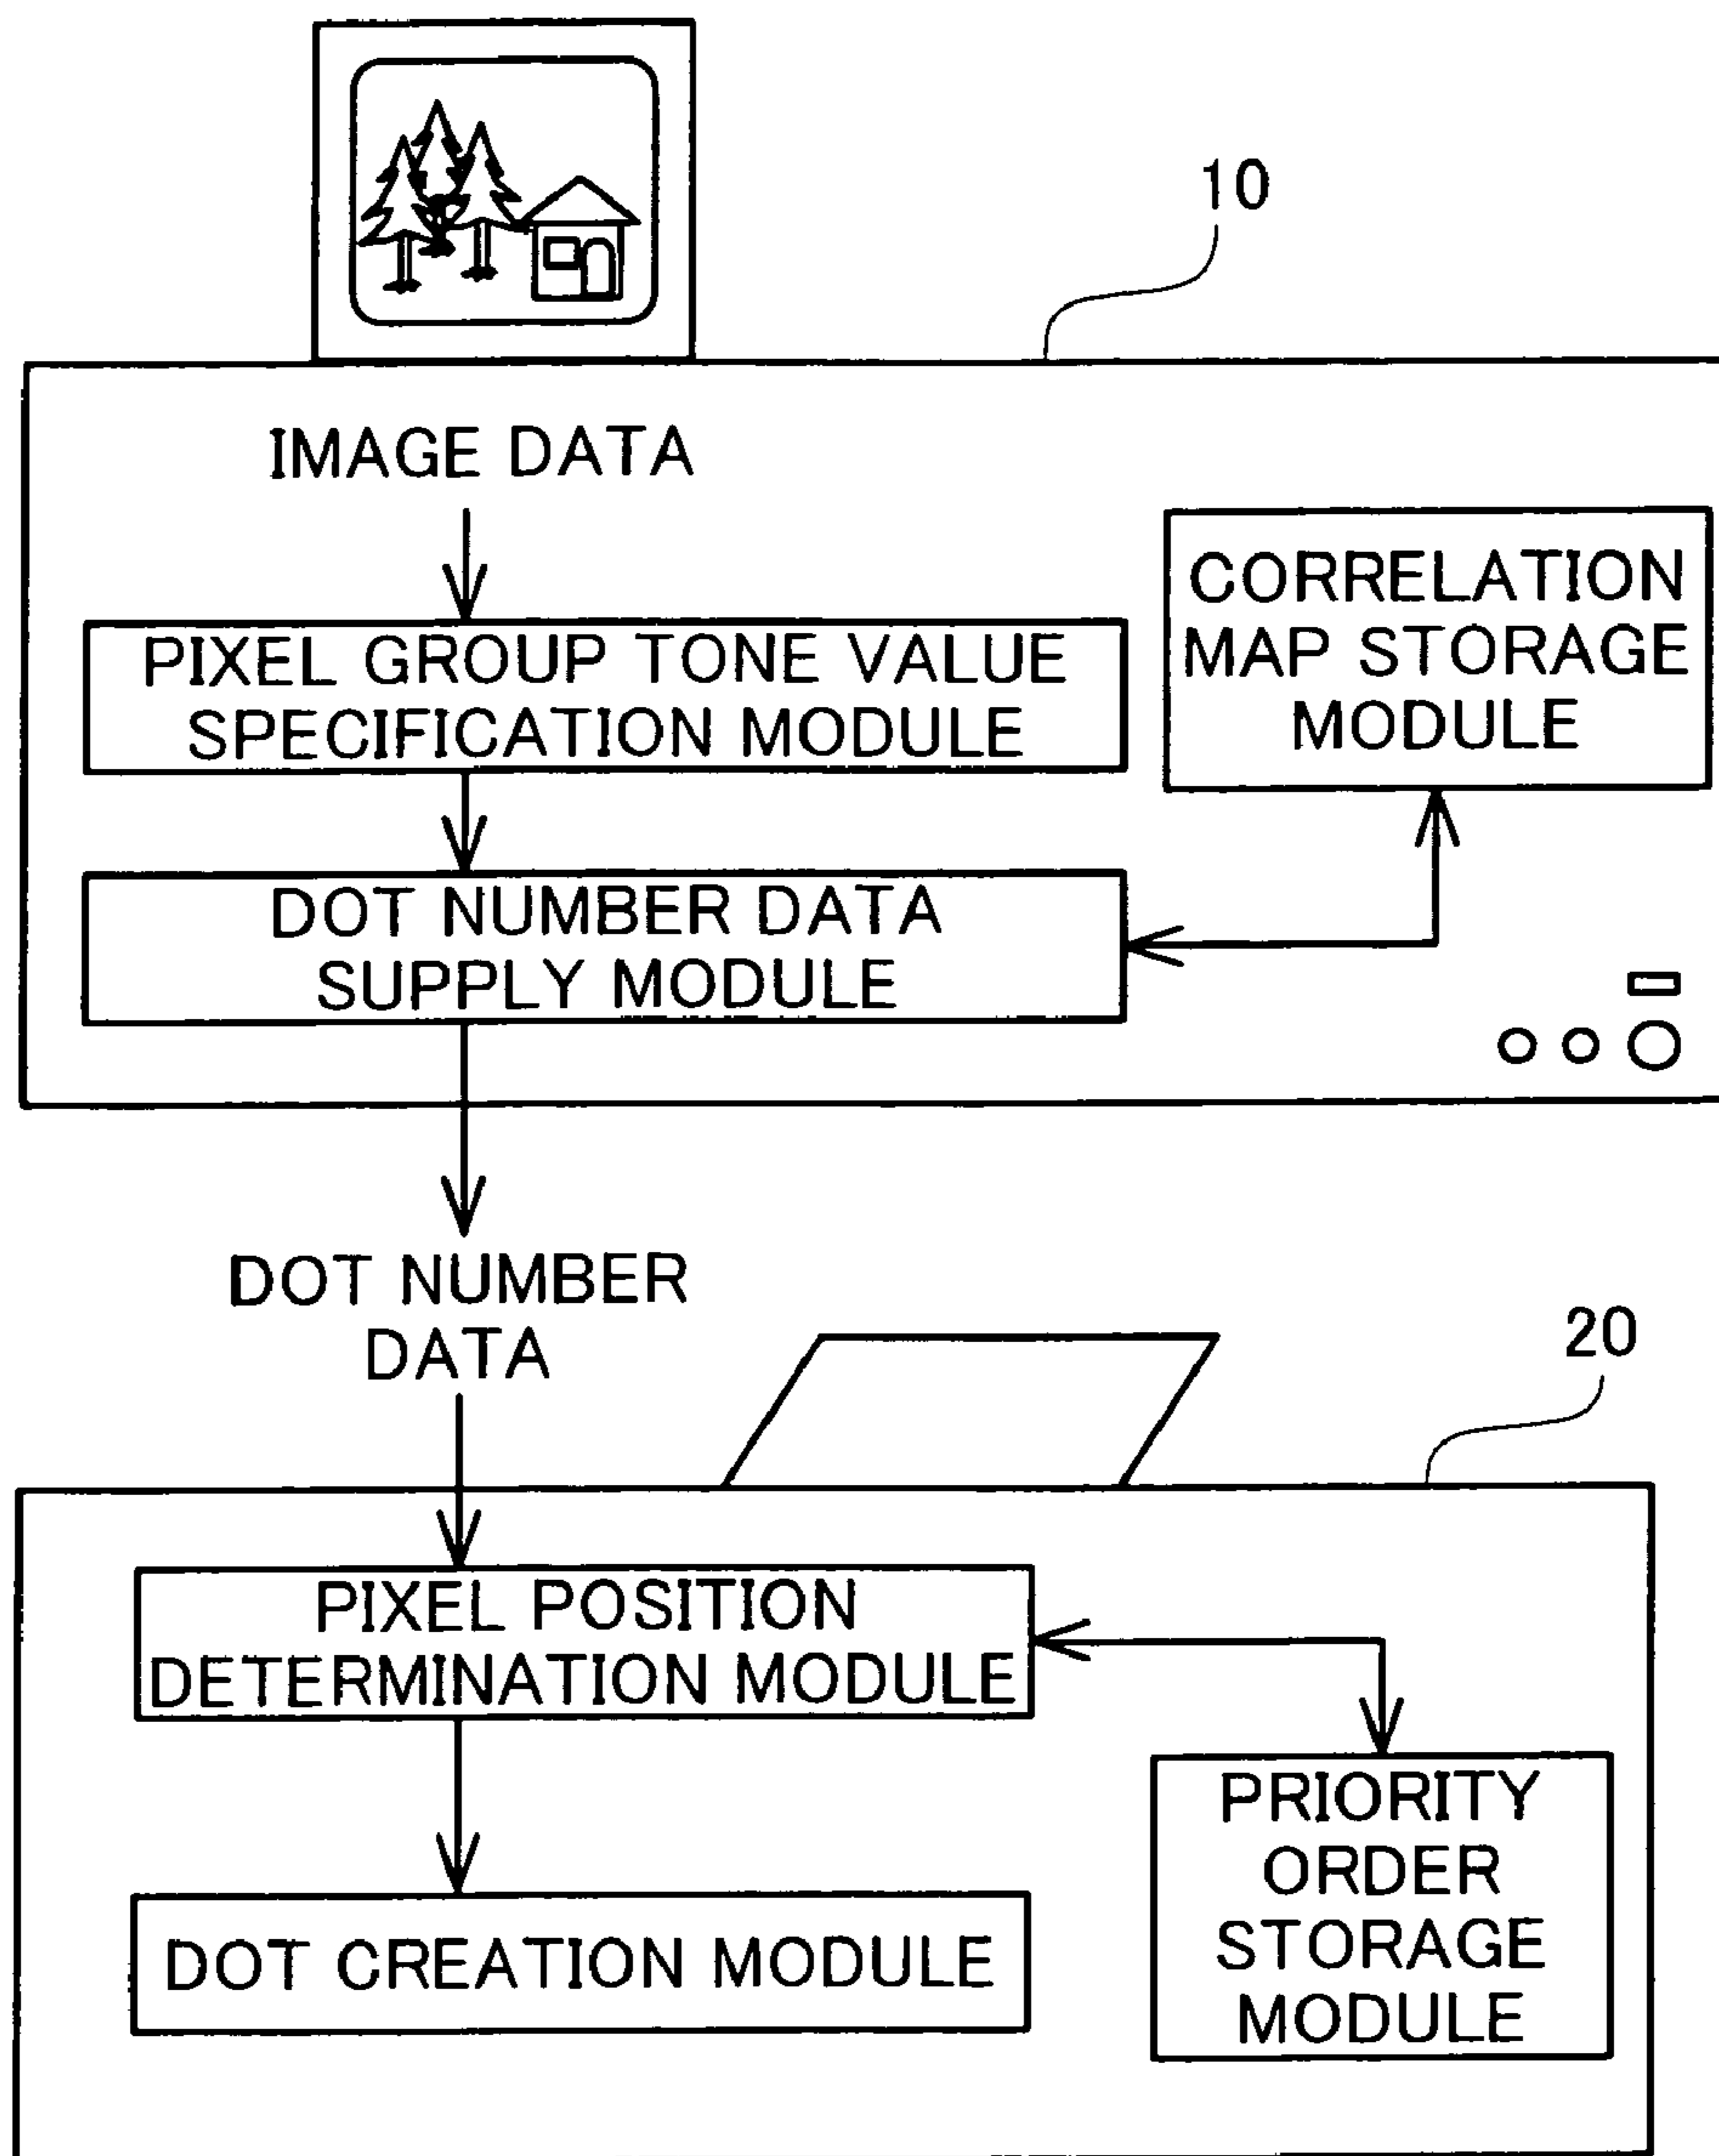 10
IMAGE DATA
PIXEL GROUP TONE VALUE
SPECIFICATION MODULE
CORRELATION
MAP STORAGE
MODULE
DOT NUMBER DATA
SUPPLY MODULE
DOT NUMBER
DATA
20
PIXEL POSITION
DETERMINATION MODULE
PRIORITY
ORDER
STORAGE
MODULE
DOT CREATION MODULE